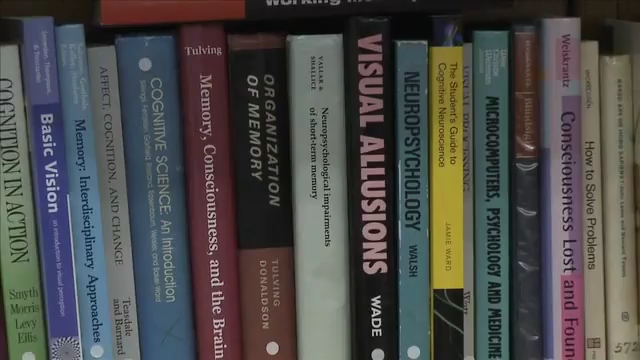 COGNITION IN ACTION
Smyth
Morris
Levy
Ellis
Basic Vision
an introduction to visual perception
Memory: Interdisciplinary Approaches
AFFECT, COGNITION, AND CHANGE
Teasdale
and Barnard
COGNITIVE SCIENCE: An Introduction
Tulving
Memory, Consciousness, and the Brain
ORGANIZATION
OF MEMORY
TULVING
DONALDSON
VALLAR &
SHALLICE
Neuropsychological impairments
of short-term memory
VISUAL ALLUSIONS
WADE
NEUROPSYCHOLOGY
WALSH
The Student's Guide to
Cognitive Neuroscience
JAMIE WARD
MICROCOMPUTERS, PSYCHOLOGY AND MEDICINE
Weiskrantz
Consciousness Lost and Foun
How to Solve Problems
572